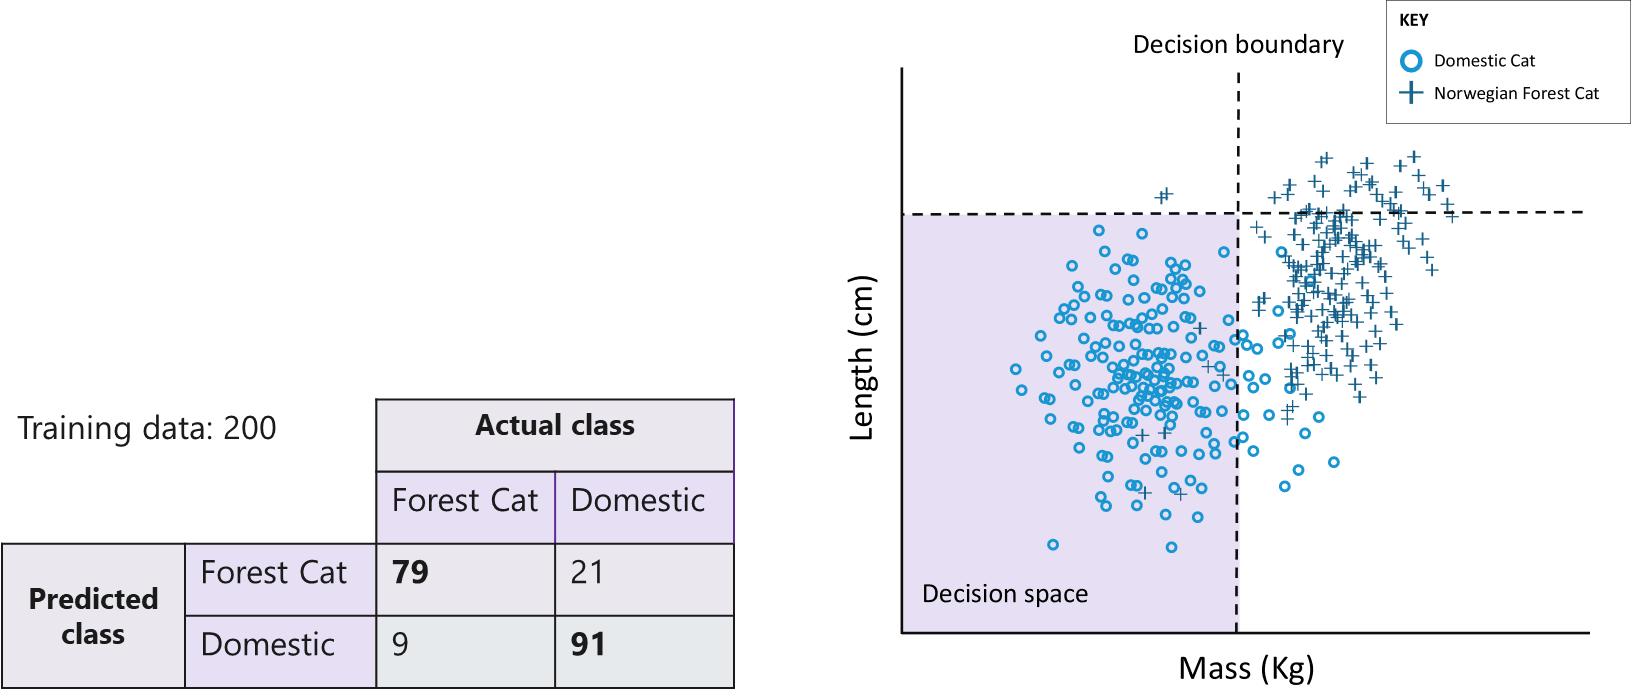 Training data: 200
Actual class
Forest Cat
Domestic
Predicted
class
Forest Cat
79
21
Domestic
9
91
Decision boundary
KEY
Domestic Cat
Norwegian Forest Cat
Length (cm)
Decision space
Mass (Kg)